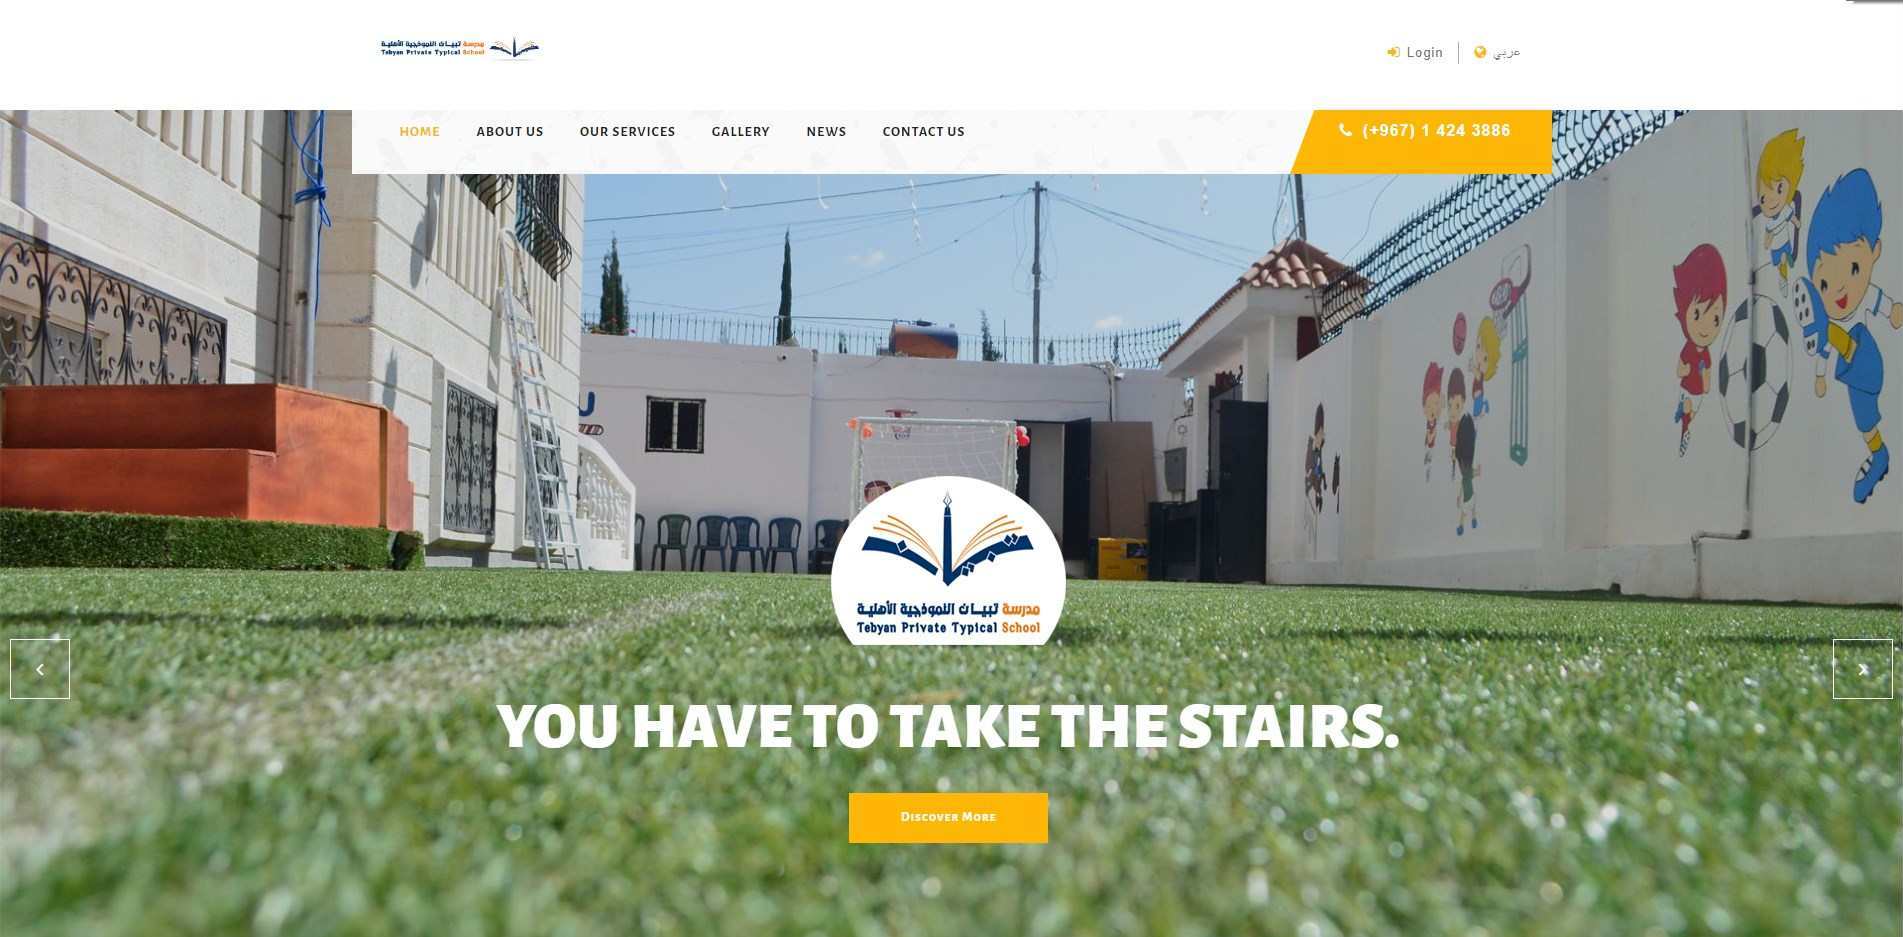 مدرسة تبيان النموذجية الأهلية
Tebyan Private Typical School
Login
عربي
HOME
ABOUT US
OUR SERVICES
GALLERY
NEWS
CONTACT US
(+967) 1 424 3886
مدرسة تبيان النموذجية الأهلية
Tebyan Private Typical School
YOU HAVE TO TAKE THE STAIRS.
Discover More